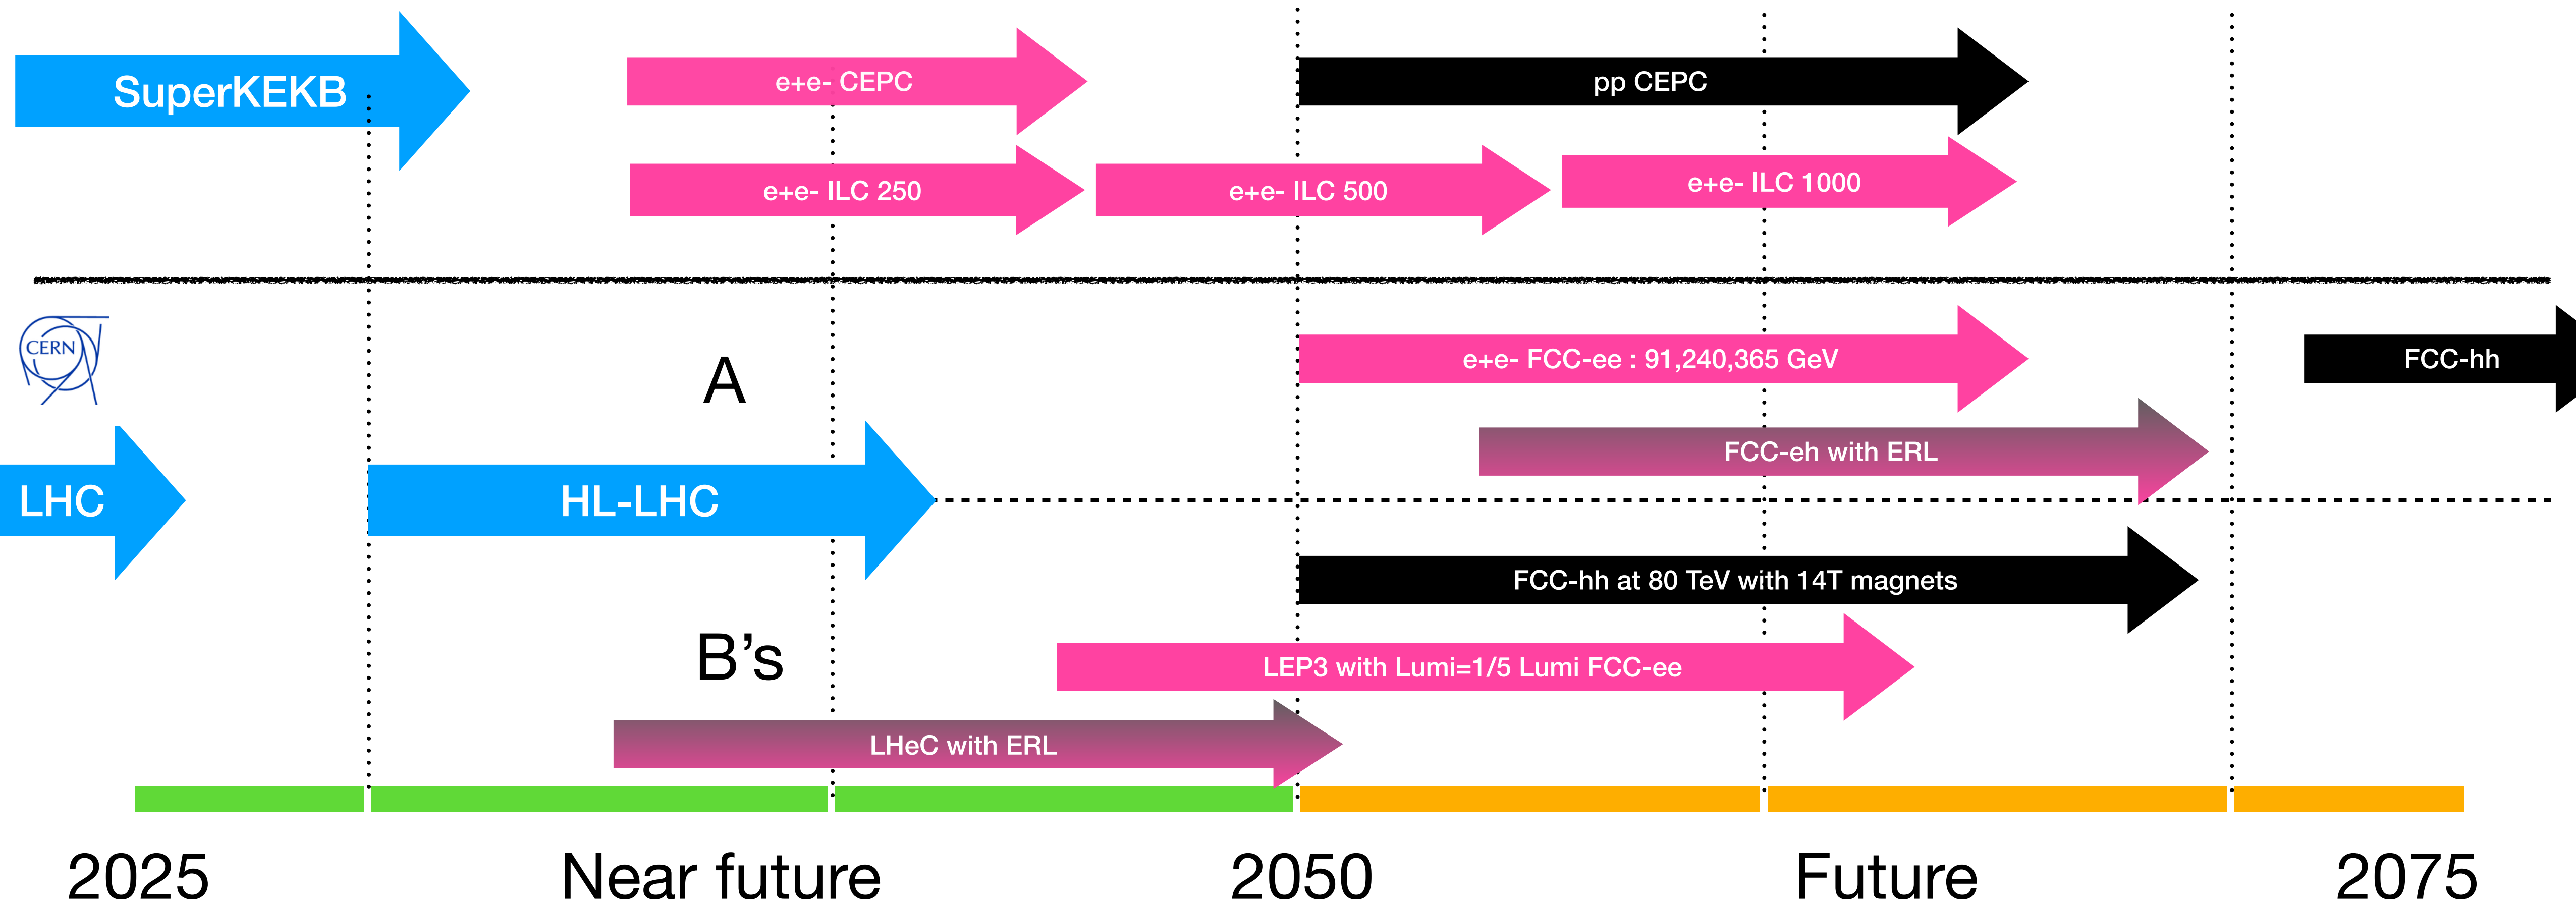 SuperKEKB
e+e- CEPC
pp CEPC
e+e- ILC 250
e+e- ILC 500
e+e- ILC 1000
CERN
A
e+e- FCC-ee : 91,240,365 GeV
FCC-hh
FCC-eh with ERL
LHC
HL-LHC
FCC-hh at 80 TeV with 14T magnets
B’s
LEP3 with Lumi=1/5 Lumi FCC-ee
LHeC with ERL
2025
Near future
2050
Future
2075